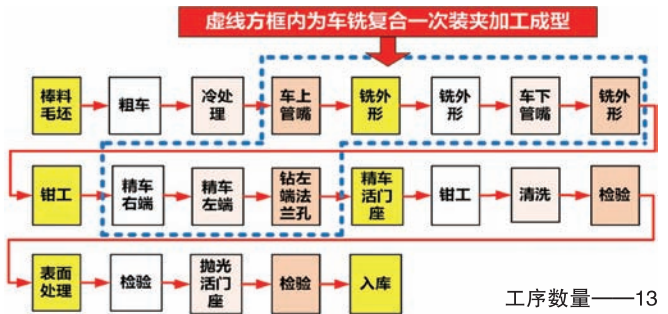 虚线方框内为车铣复合一次装夹加工成型
棒料
毛坯
粗车
冷处
理
车上
管嘴
铣外
形
铣外
形
车下
管嘴
铣外
形
钳工
精车
右端
精车
左端
钻左
端法
兰孔
精车
活门
座
钳工
清洗
检验
表面
处理
检验
抛光
活门
座
检验
入库
工序数量——13